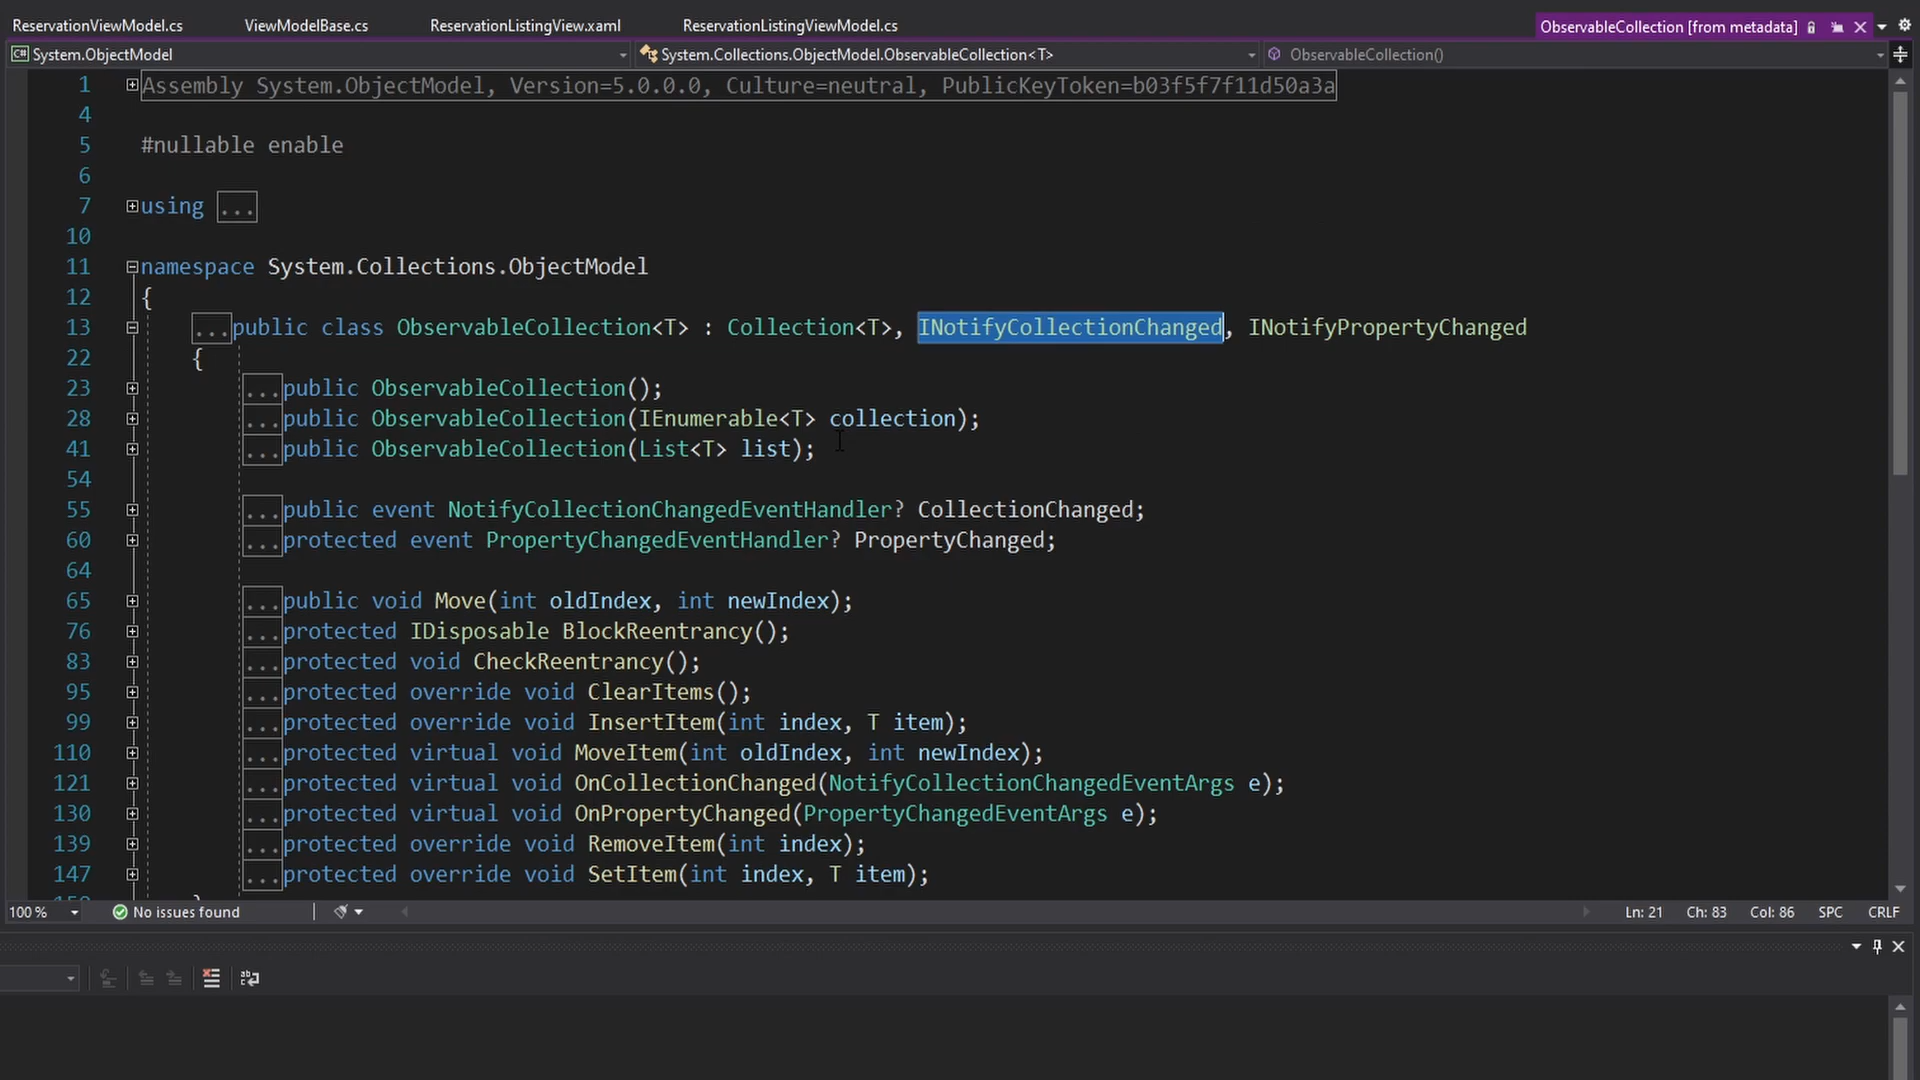 ReservationViewModel.cs ViewModelBase.cs ReservationListingView.xaml ReservationListingViewModel.cs ObservableCollection [from metadata]
C# System.ObjectModel System.Collections.ObjectModel.ObservableCollection<T> ObservableCollection()
1 Assembly System.ObjectModel, Version=5.0.0.0, Culture=neutral, PublicKeyToken=b03f5f7f11d50a3a
4
5 #nullable enable
6
7 using ...
10
11 namespace System.Collections.ObjectModel
12 {
13 ...public class ObservableCollection<T> : Collection<T>, INotifyCollectionChanged, INotifyPropertyChanged
22 {
23 ...public ObservableCollection();
28 ...public ObservableCollection(IEnumerable<T> collection);
41 ...public ObservableCollection(List<T> list);
54
55 ...public event NotifyCollectionChangedEventHandler? CollectionChanged;
60 ...protected event PropertyChangedEventHandler? PropertyChanged;
64
65 ...public void Move(int oldIndex, int newIndex);
76 ...protected IDisposable BlockReentrancy();
83 ...protected void CheckReentrancy();
95 ...protected override void ClearItems();
99 ...protected override void InsertItem(int index, T item);
110 ...protected virtual void MoveItem(int oldIndex, int newIndex);
121 ...protected virtual void OnCollectionChanged(NotifyCollectionChangedEventArgs e);
130 ...protected virtual void OnPropertyChanged(PropertyChangedEventArgs e);
139 ...protected override void RemoveItem(int index);
147 ...protected override void SetItem(int index, T item);
100 % No issues found Ln: 21 Ch: 83 Col: 86 SPC CRLF